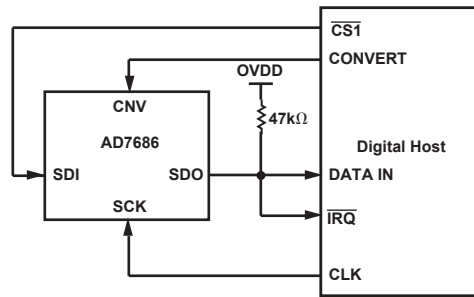 CS1
CONVERT
OVDD
CNV
47kΩ
AD7686
Digital Host
SDI
SDO
DATA IN
SCK
IRQ
CLK